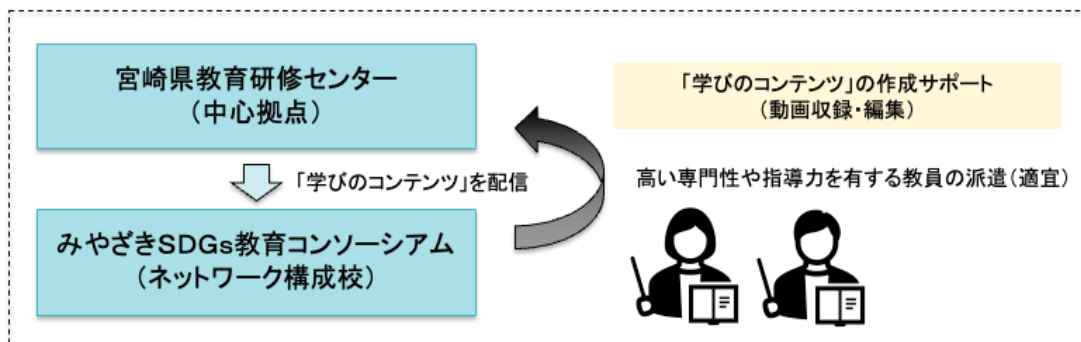 宮崎県教育研修センター
（中心拠点）
「学びのコンテンツ」を配信
みやざきSDGs教育コンソーシアム
（ネットワーク構成校）
「学びのコンテンツ」の作成サポート
（動画収録・編集）
高い専門性や指導力を有する教員の派遣（適宜）